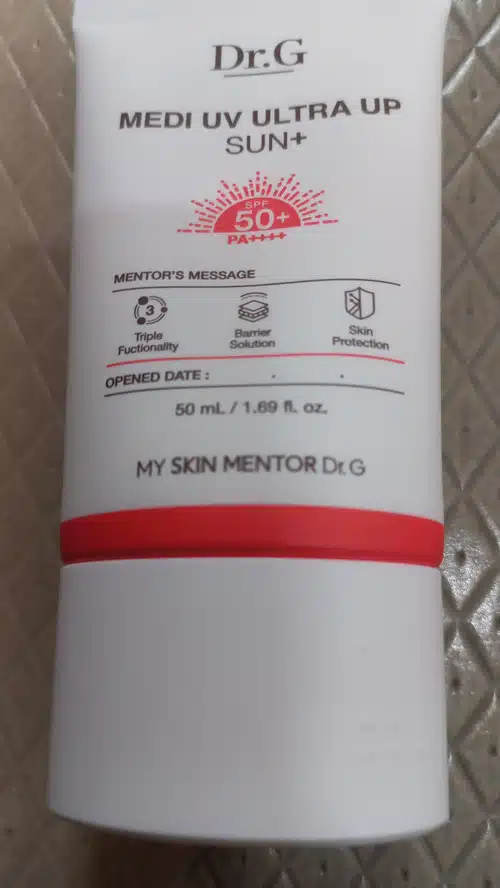 Dr.G
MEDI UV ULTRA UP
SUN+
SPF
50+
PA++++
MENTOR'S MESSAGE
3
Triple
Fuctionality
Barrier
Solution
Skin
Protection
OPENED DATE : . .
50 mL / 1.69 fl. oz.
MY SKIN MENTOR Dr.G